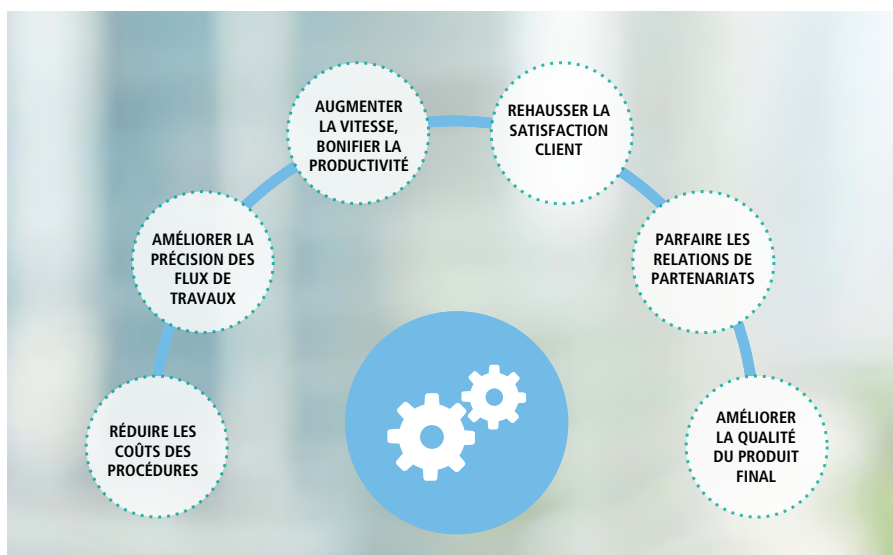 RÉDUIRE LES
COÛTS DES
PROCÉDURES
AMÉLIORER LA
PRÉCISION DES
FLUX DE
TRAVAUX
AUGMENTER
LA VITESSE,
BONIFIER LA
PRODUCTIVITÉ
REHAUSSER LA
SATISFACTION
CLIENT
PARFAIRE LES
RELATIONS DE
PARTENARIATS
AMÉLIORER
LA QUALITÉ
DU PRODUIT
FINAL